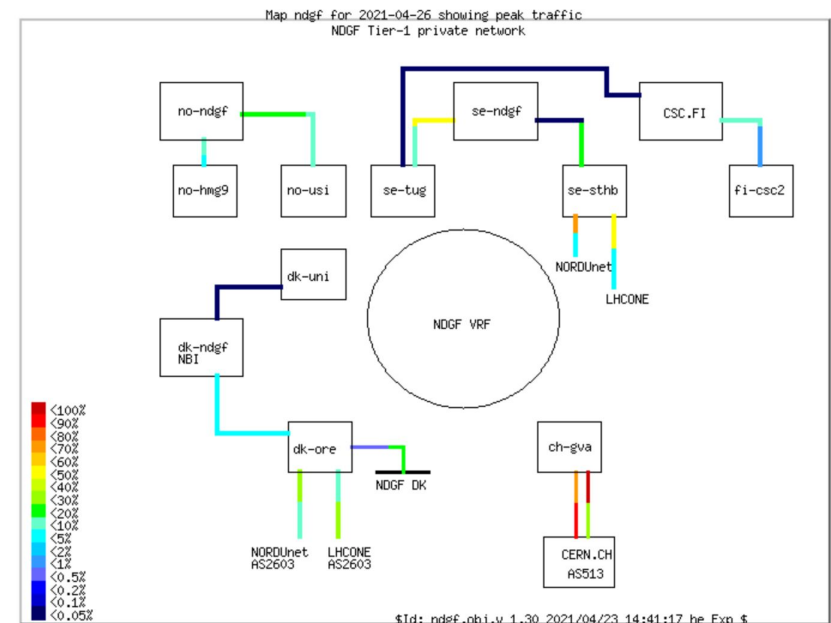 Map ndgf for 2021-04-26 showing peak traffic
NDGF Tier-1 private network
no-ndgf
se-ndgf
CSC.FI
no-hmg9
no-usi
se-tug
se-sthb
fi-csc2
NORDUnet
LHCONE
dk-uni
NDGF VRF
dk-ndgf
NBI
dk-ore
ch-gva
NDGF DK
NORDUnet
AS2603
LHCONE
AS2603
CERN.CH
AS513
<100%
<90%
<80%
<70%
<60%
<50%
<40%
<30%
<20%
<10%
<5%
<2%
<1%
<0.5%
<0.2%
<0.1%
<0.05%
$Id: ndgf.obj,v 1.30 2021/04/23 14:41:17 he Exp $